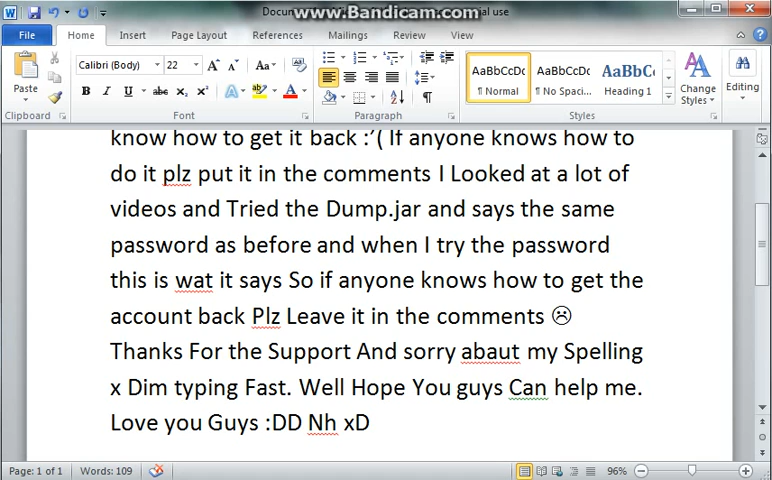 www.Bandicam.com
File Home Insert Page Layout References Mailings Review View
Paste
Calibri (Body) 22 Aa
B I U abc X₂ X² A ab A
AaBbCcDc AaBbCcDc AaBbC
¶ Normal ¶ No Spaci... Heading 1
Change Styles
Editing
Clipboard Font Paragraph Styles
know how to get it back :’( If anyone knows how to
do it plz put it in the comments I Looked at a lot of
videos and Tried the Dump.jar and says the same
password as before and when I try the password
this is wat it says So if anyone knows how to get the
account back Plz Leave it in the comments ☹
Thanks For the Support And sorry abaut my Spelling
x Dim typing Fast. Well Hope You guys Can help me.
Love you Guys :DD Nh xD
Page: 1 of 1 Words: 109 96%